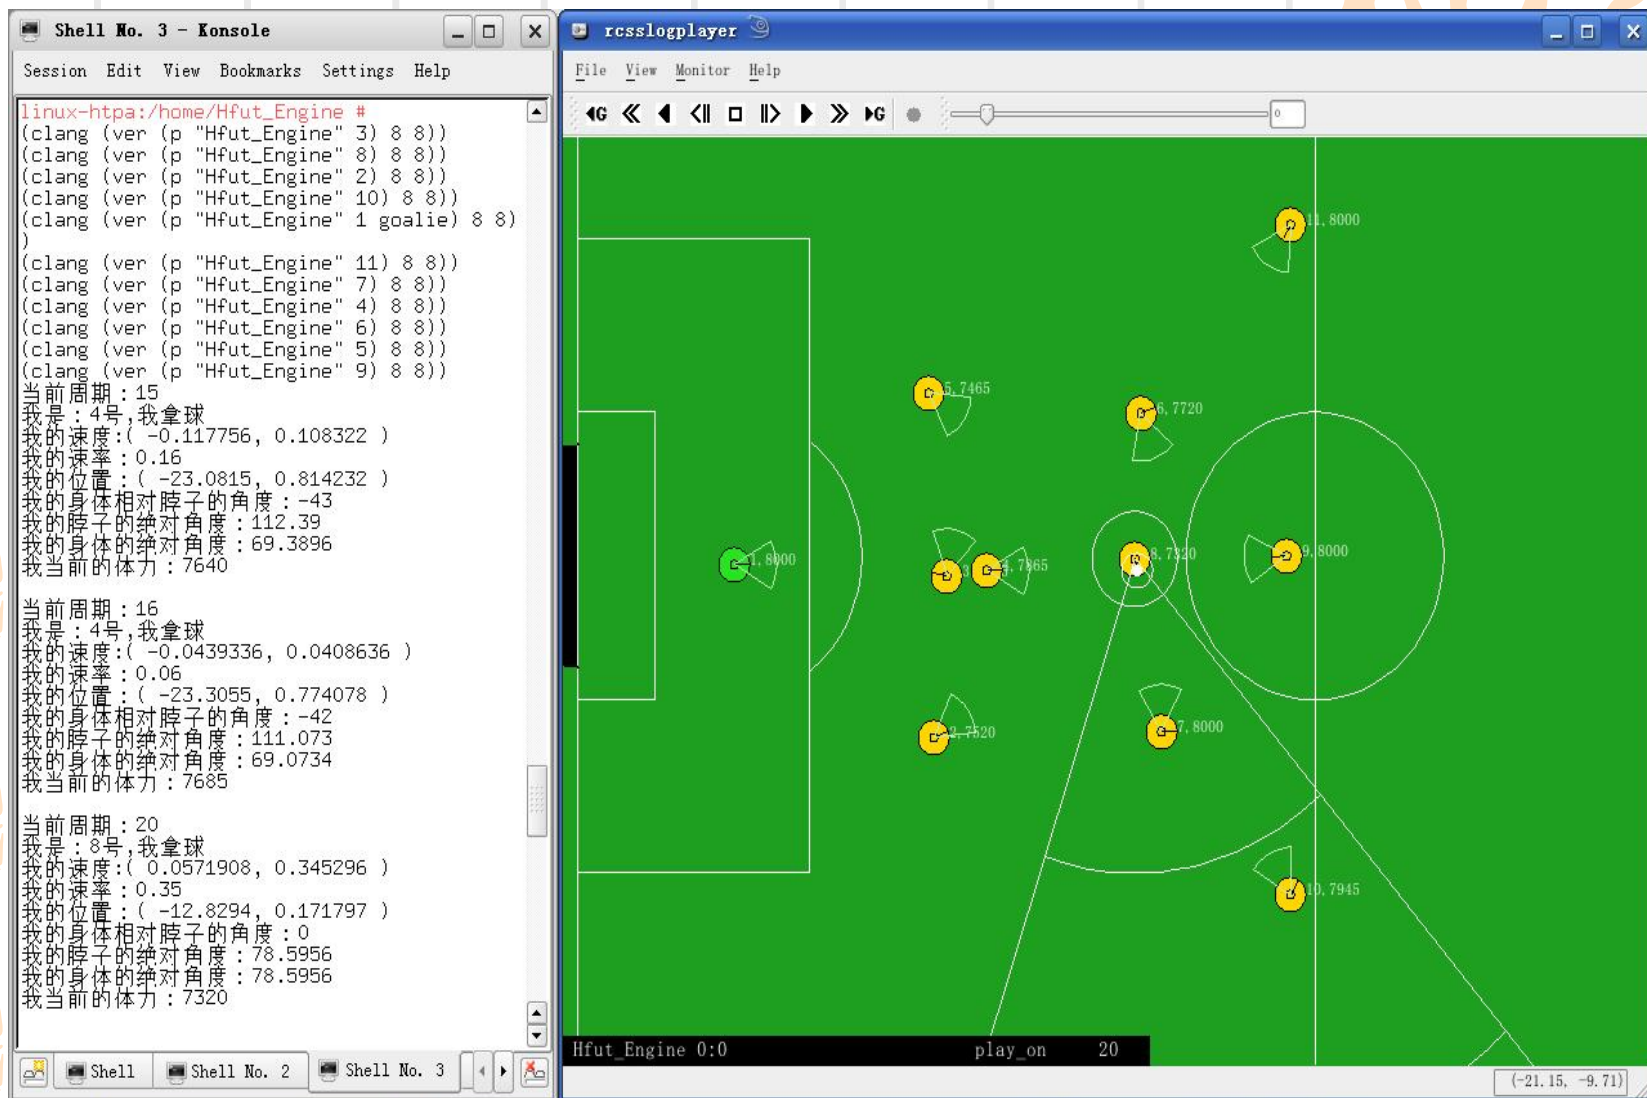 Shell No. 3 - Konsole
Session Edit View Bookmarks Settings Help
linux-htpa:/home/Hfut_Engine #
(clang (ver (p "Hfut_Engine" 3) 8 8))
(clang (ver (p "Hfut_Engine" 8) 8 8))
(clang (ver (p "Hfut_Engine" 2) 8 8))
(clang (ver (p "Hfut_Engine" 10) 8 8))
(clang (ver (p "Hfut_Engine" 1 goalie) 8 8)
)
(clang (ver (p "Hfut_Engine" 11) 8 8))
(clang (ver (p "Hfut_Engine" 7) 8 8))
(clang (ver (p "Hfut_Engine" 4) 8 8))
(clang (ver (p "Hfut_Engine" 6) 8 8))
(clang (ver (p "Hfut_Engine" 5) 8 8))
(clang (ver (p "Hfut_Engine" 9) 8 8))
当前周期：15
我是：4号,我拿球
我的速度:( -0.117756, 0.108322 )
我的速率：0.16
我的位置：( -23.0815, 0.814232 )
我的身体相对脖子的角度：-43
我的脖子的绝对角度：112.39
我的身体的绝对角度：69.3896
我当前的体力：7640
当前周期：16
我是：4号,我拿球
我的速度:( -0.0439336, 0.0408636 )
我的速率：0.06
我的位置：( -23.3055, 0.774078 )
我的身体相对脖子的角度：-42
我的脖子的绝对角度：111.073
我的身体的绝对角度：69.0734
我当前的体力：7685
当前周期：20
我是：8号,我拿球
我的速度:( 0.0571908, 0.345296 )
我的速率：0.35
我的位置：( -12.8294, 0.171797 )
我的身体相对脖子的角度：0
我的脖子的绝对角度：78.5956
我的身体的绝对角度：78.5956
我当前的体力：7320
Shell
Shell No. 2
Shell No. 3
rcsslogplayer
File View Monitor Help
G
G
0
11,8000
5,7465
6,7720
1,8000
3
4,7865
8,7320
9,8000
2,7520
7,8000
10,7945
Hfut_Engine 0:0 play_on 20
(-21.15, -9.71)